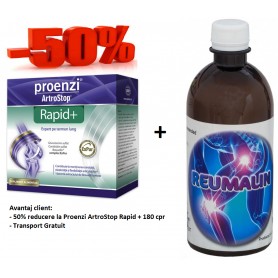 -50%
proenzi
ArtroStop
Rapid+
+
REUMALIN
Avantaj client:
- 50% reducere la Proenzi ArtroStop Rapid + 180 cpr
- Transport Gratuit